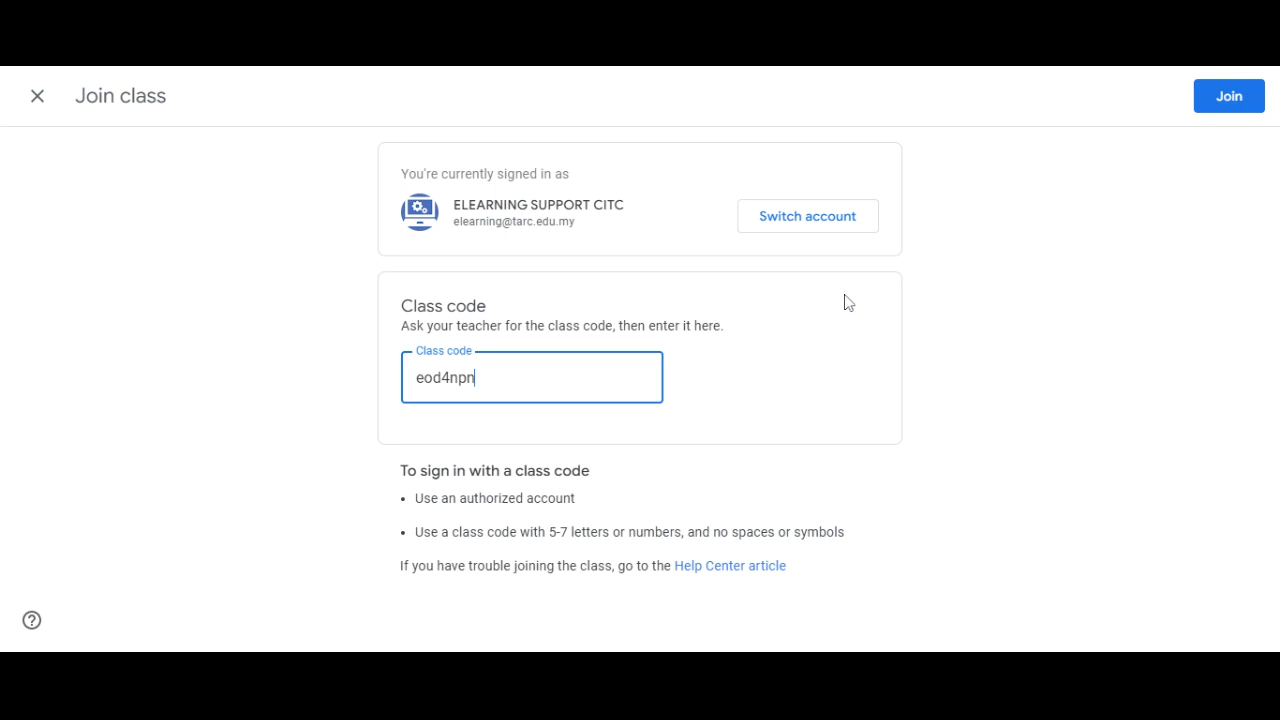 Join class
Join
You're currently signed in as
ELEARNING SUPPORT CITC
elearning@tarc.edu.my
Switch account
Class code
Ask your teacher for the class code, then enter it here.
Class code
eod4npn
To sign in with a class code
• Use an authorized account
• Use a class code with 5-7 letters or numbers, and no spaces or symbols
If you have trouble joining the class, go to the Help Center article